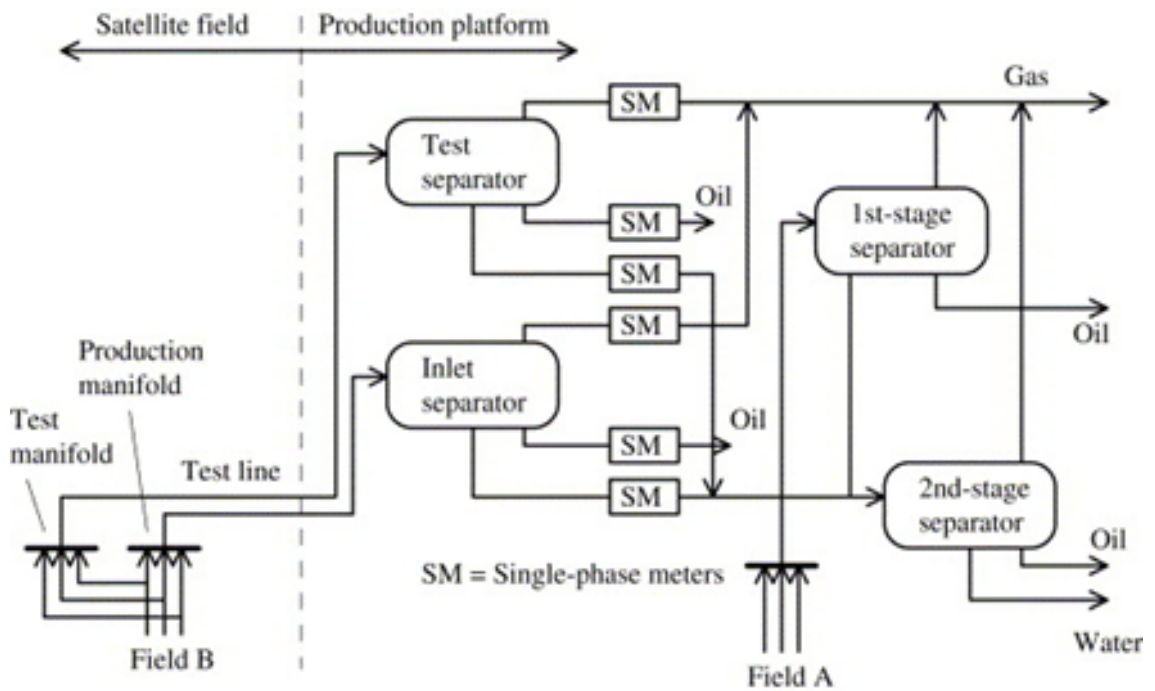 Satellite field
Production platform
Gas
SM
Test
separator
Oil
SM
1st-stage
separator
SM
SM
Oil
Production
manifold
Inlet
separator
Test
manifold
Oil
SM
Test line
SM
2nd-stage
separator
Oil
SM = Single-phase meters
Water
Field B
Field A